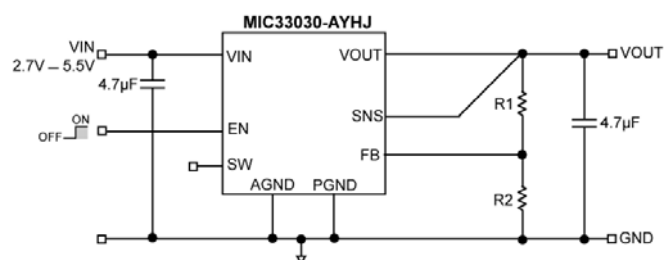 MIC33030-AYHJ
VIN
2.7V – 5.5V
4.7µF
ON
OFF
VIN
EN
SW
AGND
PGND
VOUT
SNS
FB
R1
R2
4.7µF
VOUT
GND